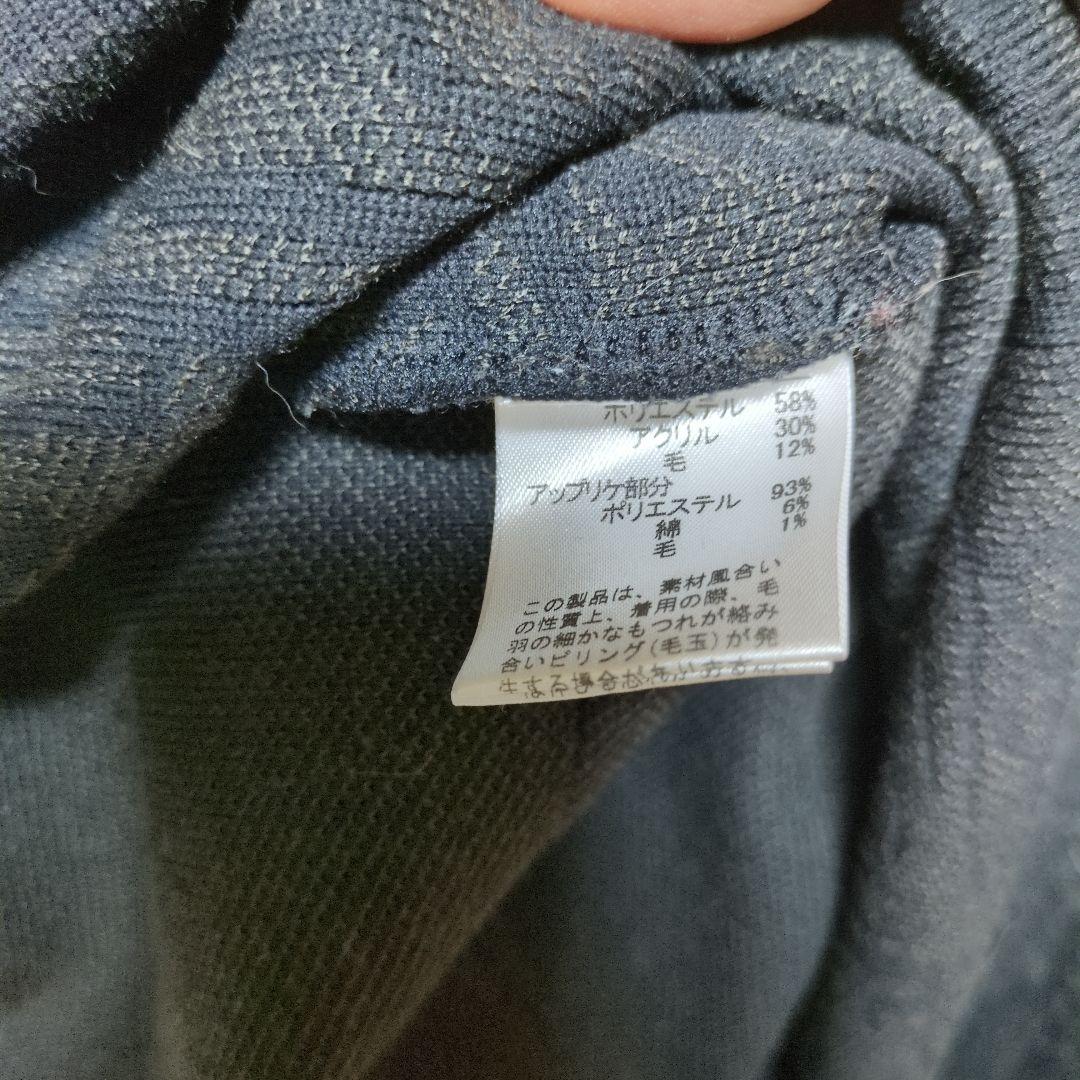 ポリエステル 58%
アクリル 30%
毛 12%
アップリケ部分
ポリエステル 93%
綿 6%
毛 1%
この製品は、素材風合い
の性質上、着用の際、毛
羽の細かなもつれが絡み
合いピリング(毛玉)が発